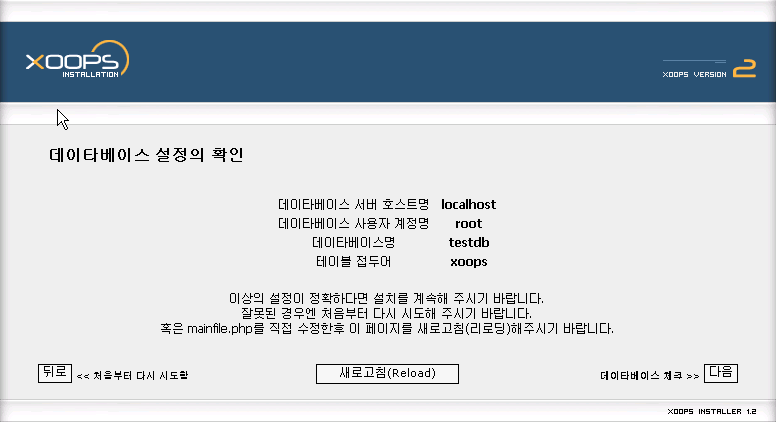 XOOPS
INSTALLATION
XOOPS VERSION 2
데이타베이스 설정의 확인
데이타베이스 서버 호스트명 localhost
데이타베이스 사용자 계정명 root
데이타베이스명 testdb
테이블 접두어 xoops
이상의 설정이 정확하다면 설치를 계속해 주시기 바랍니다.
잘못된 경우엔 처음부터 다시 시도해 주시기 바랍니다.
혹은 mainfile.php를 직접 수정한후 이 페이지를 새로고침(리로딩)해주시기 바랍니다.
뒤로 << 처음부터 다시 시도함 새로고침(Reload) 데이타베이스 체크 >> 다음
XOOPS INSTALLER 1.2